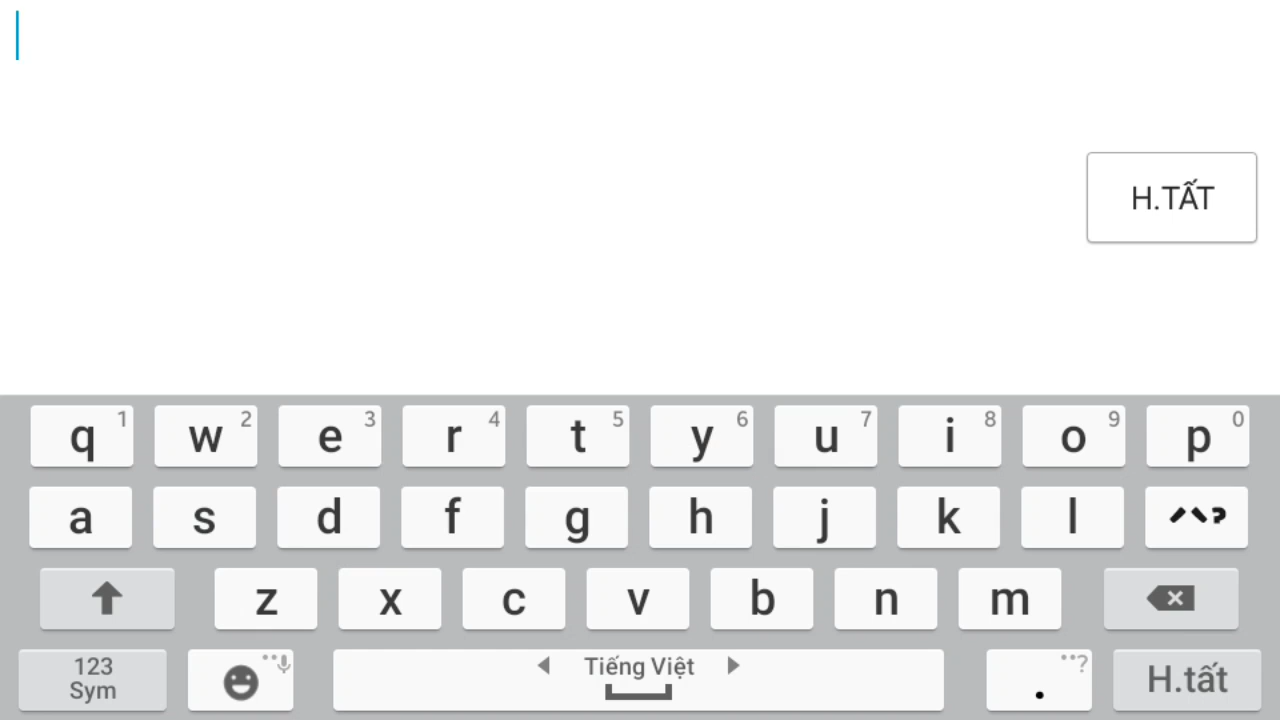 H.TẤT
q 1 w 2 e 3 r 4 t 5 y 6 u 7 i 8 o 9 p 0
a s d f g h j k l
z x c v b n m
123 Tiếng Việt . ? H.tất
Sym